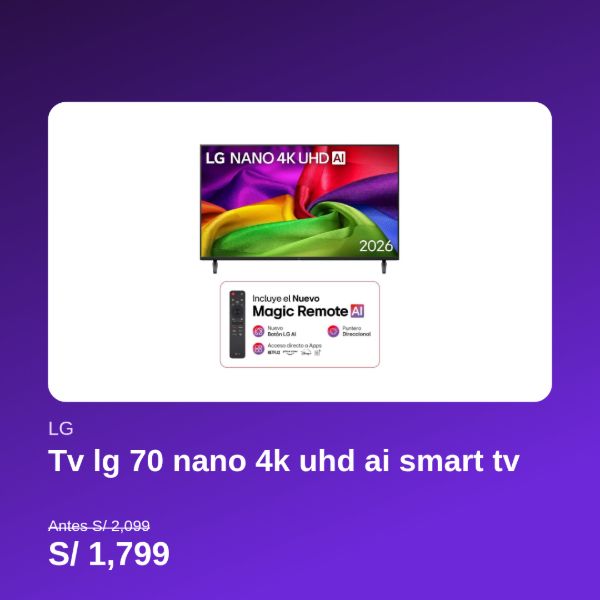 LG NANO 4K UHD AI
2026
Incluye el Nuevo
Magic Remote AI
Nuevo
Botón LG AI
Puntero
Direccional
Acceso directo a Apps
NETFLIX
LG
Tv lg 70 nano 4k uhd ai smart tv
Antes S/ 2,099
S/ 1,799